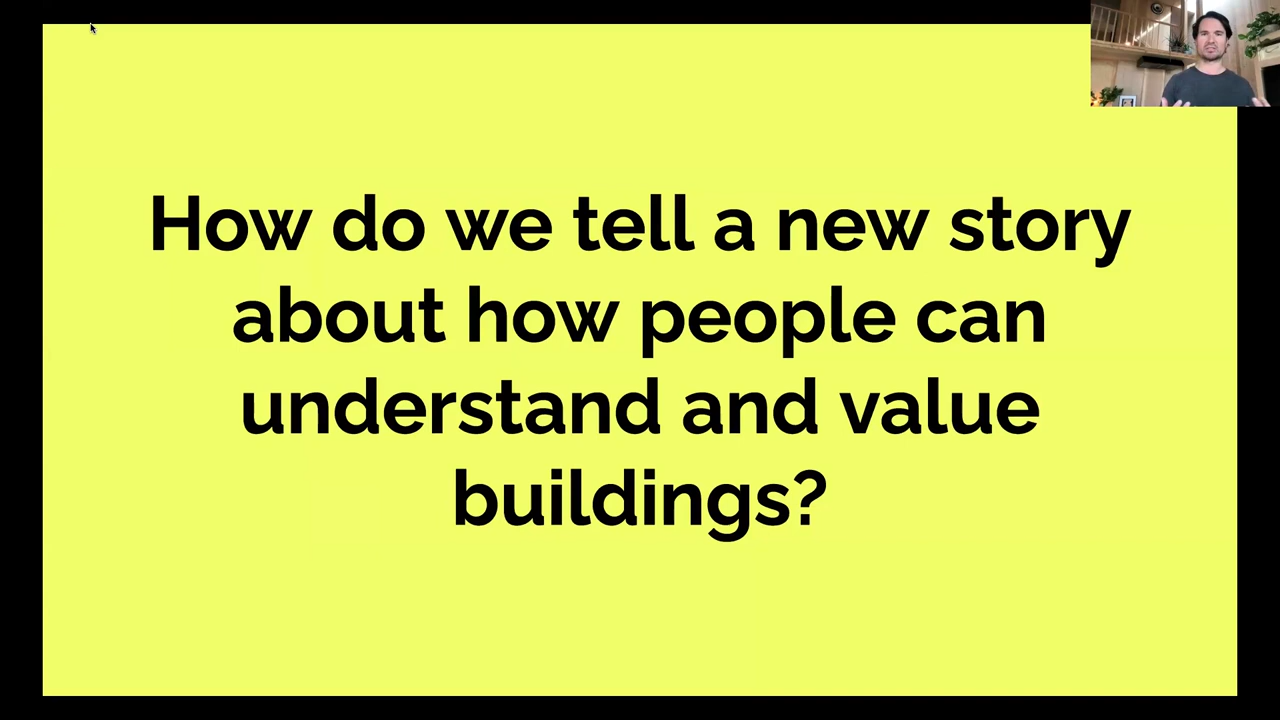 How do we tell a new story
about how people can
understand and value
buildings?